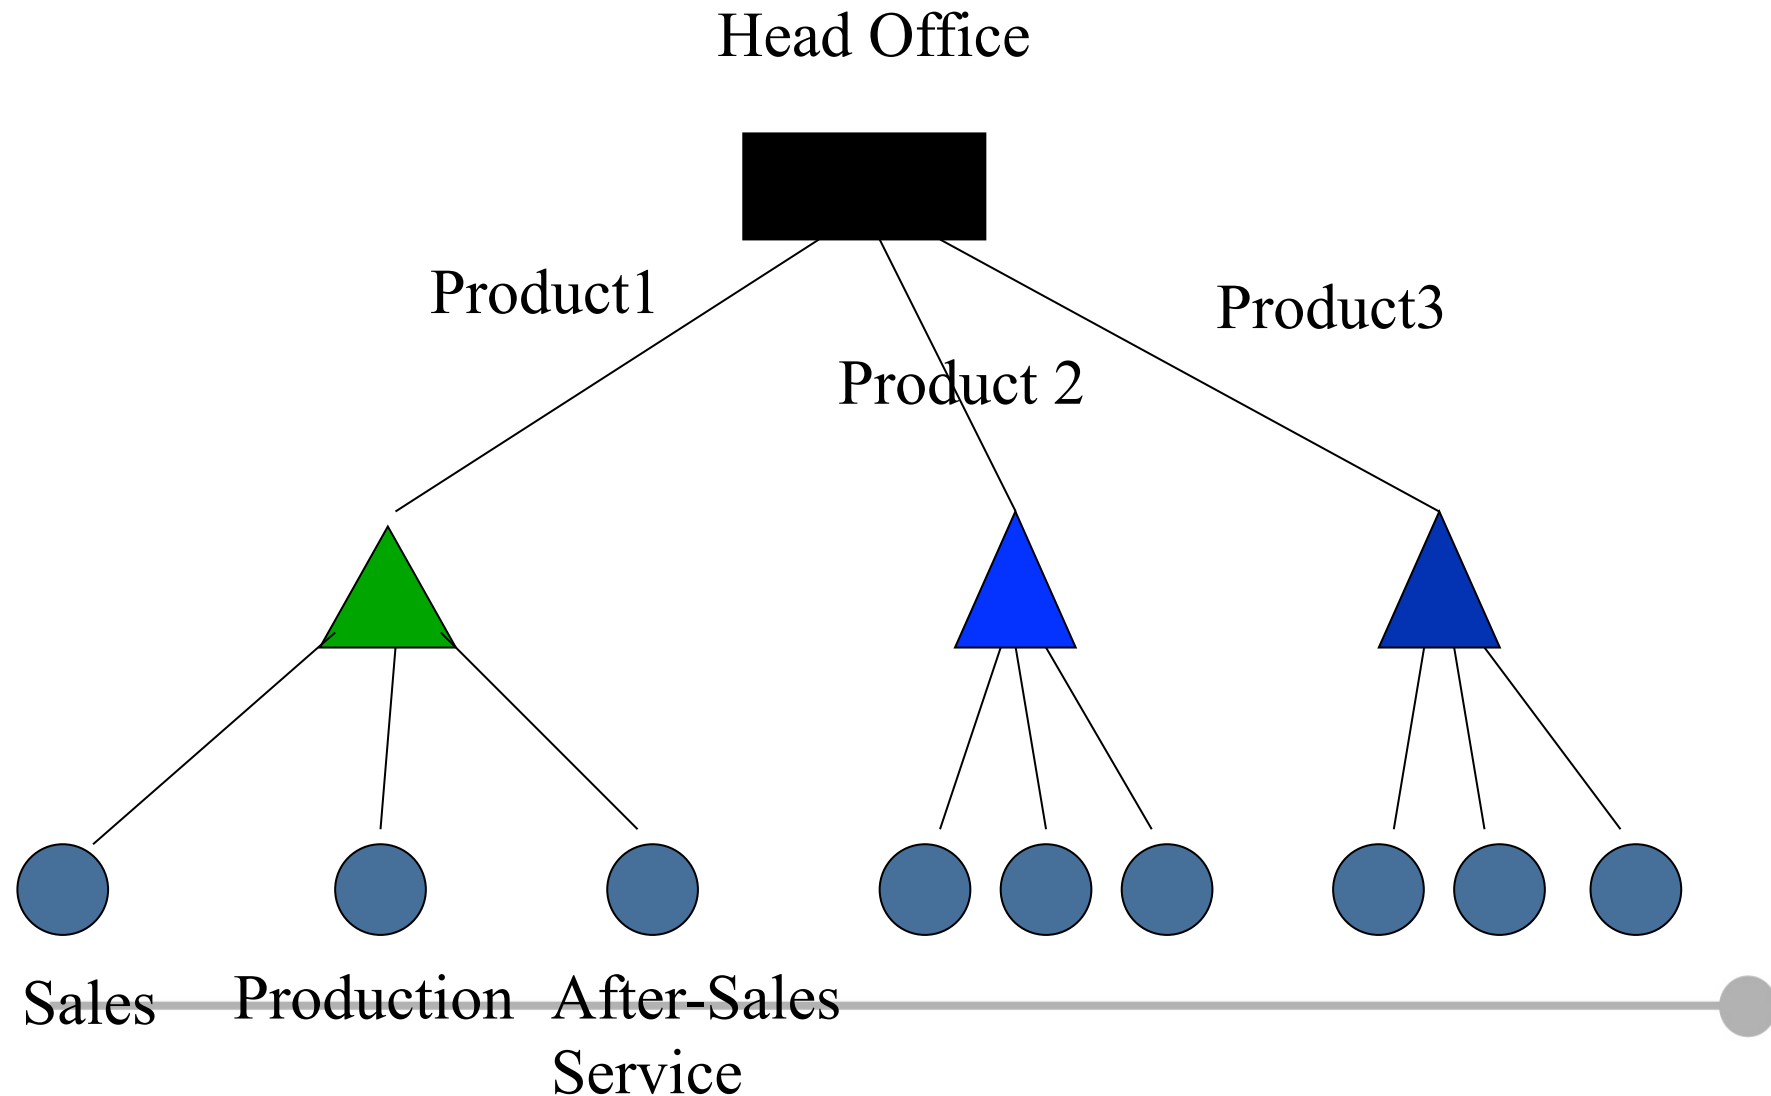 Head Office
Product1
Product3
Product 2
Sales
Production
After-Sales
Service